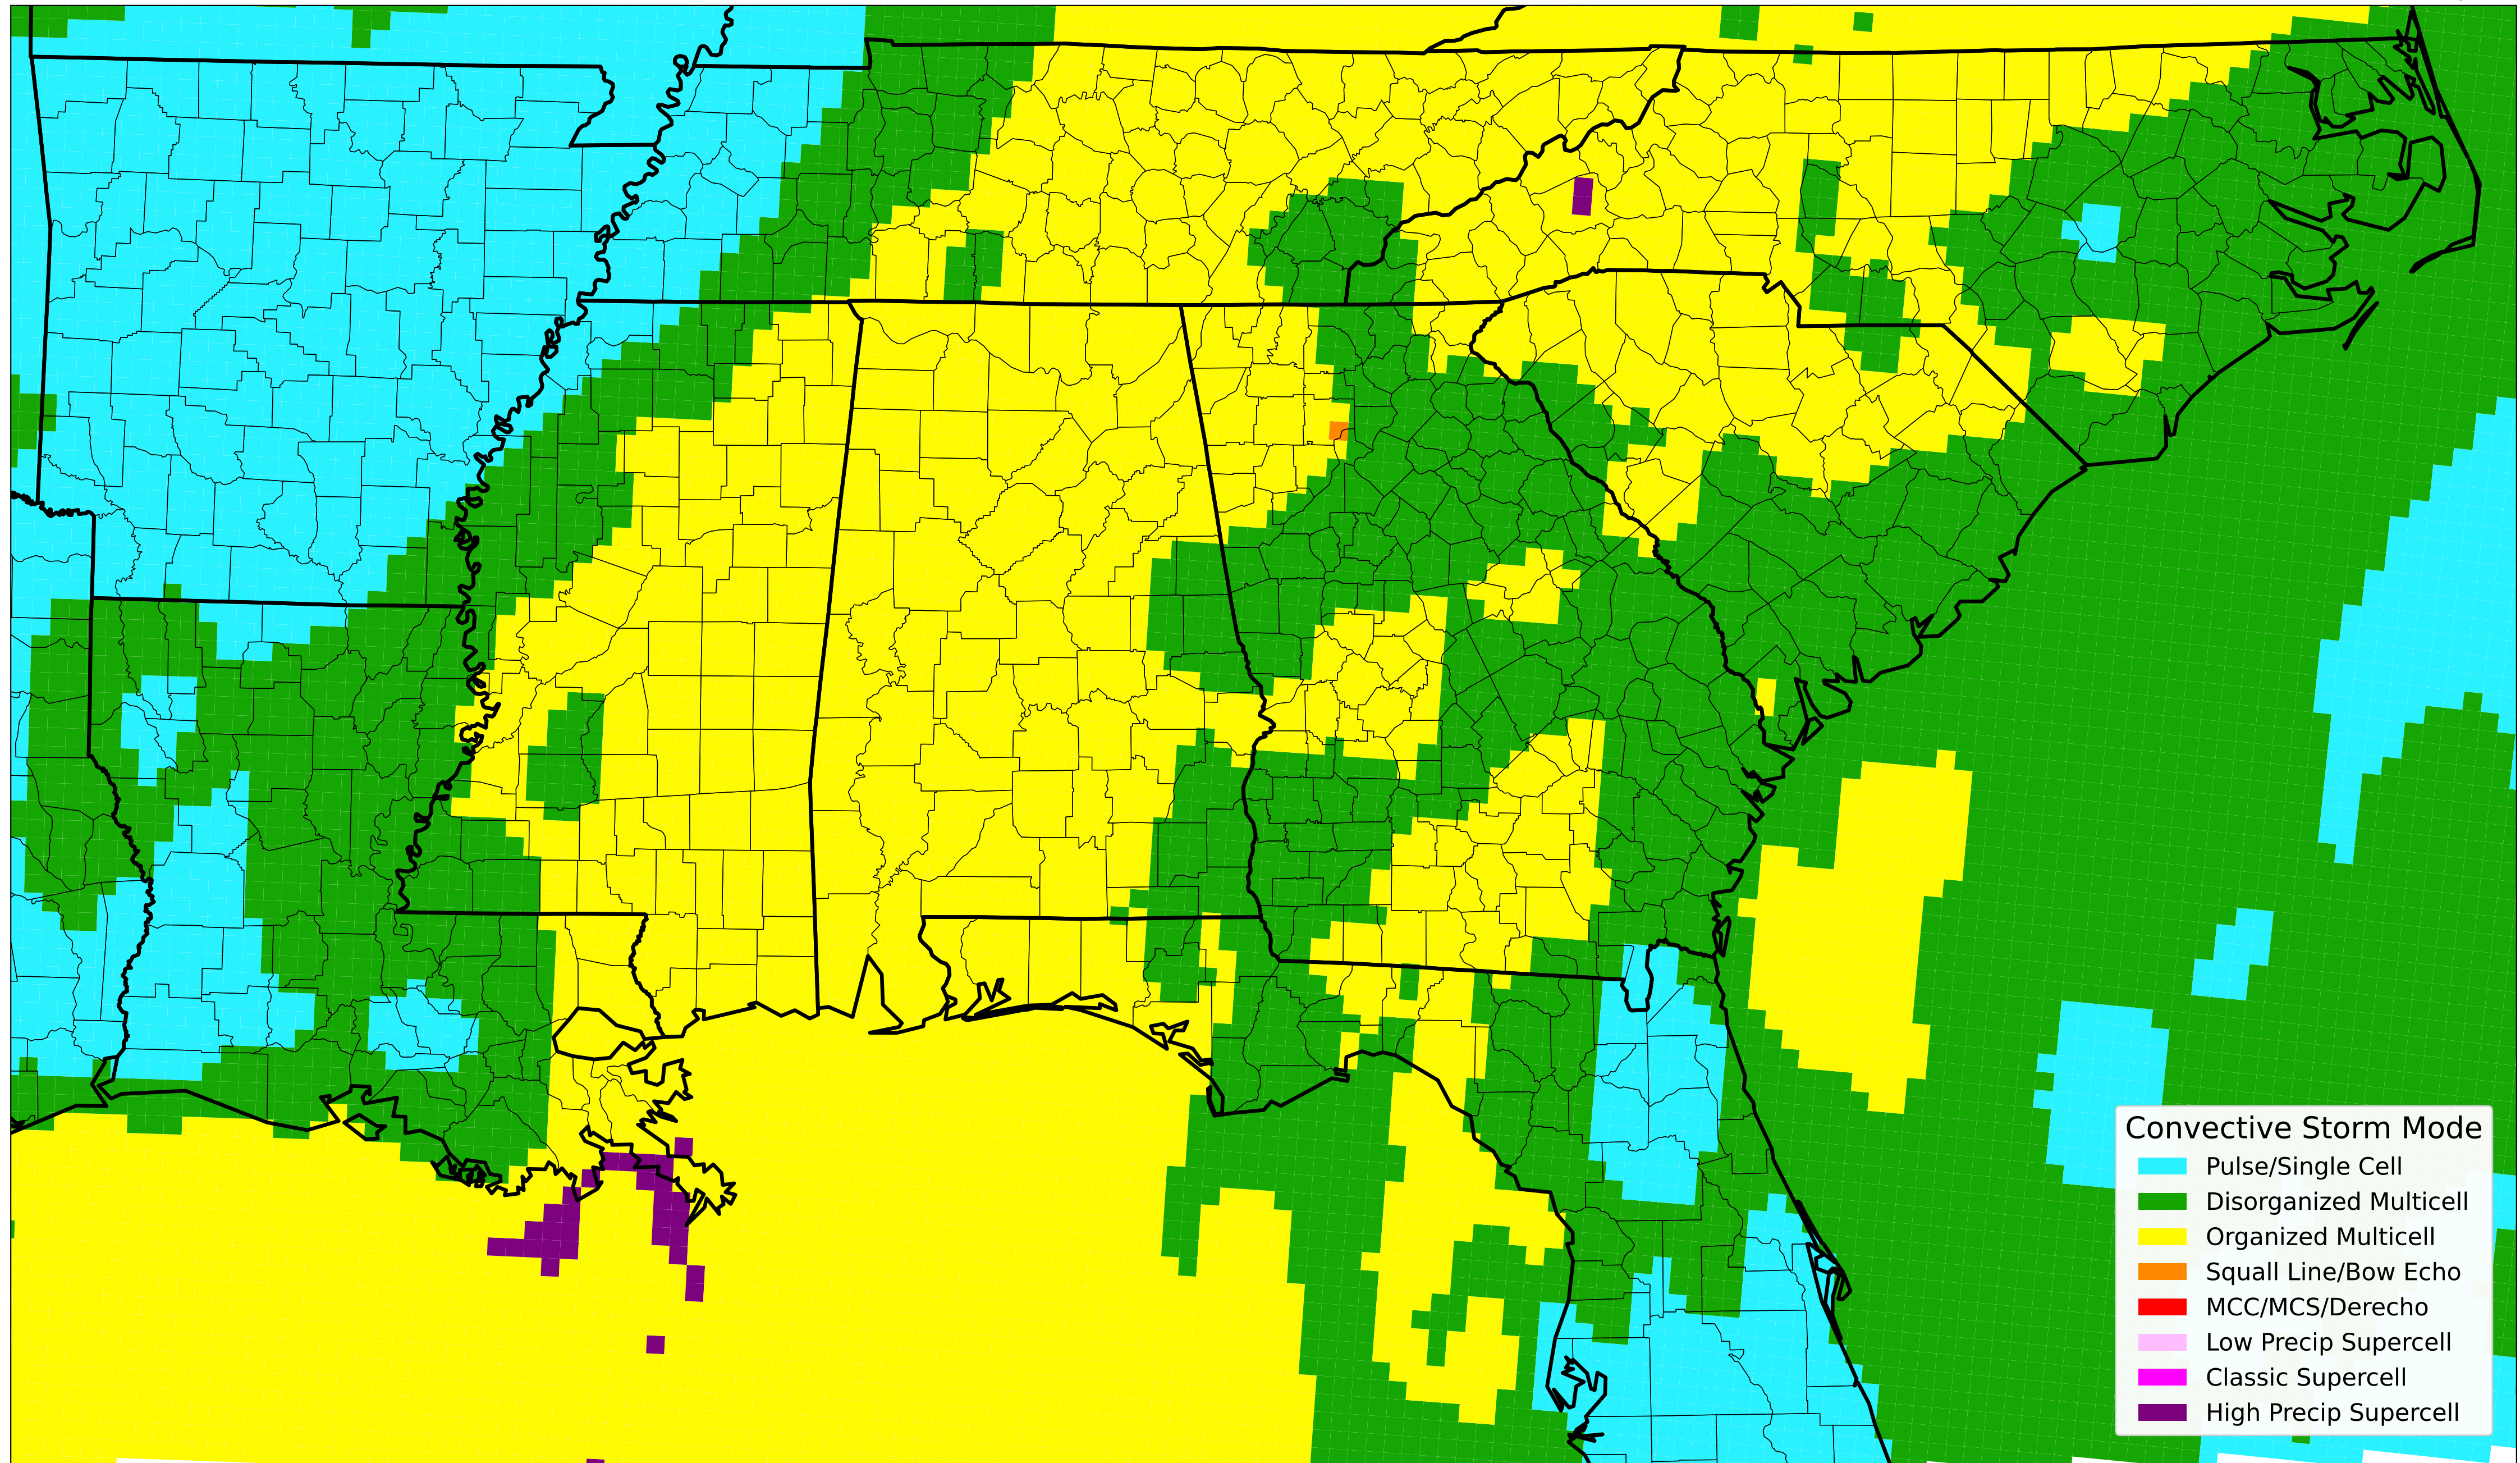 Convective Storm Mode
Pulse/Single Cell
Disorganized Multicell
Organized Multicell
Squall Line/Bow Echo
MCC/MCS/Derecho
Low Precip Supercell
Classic Supercell
High Precip Supercell